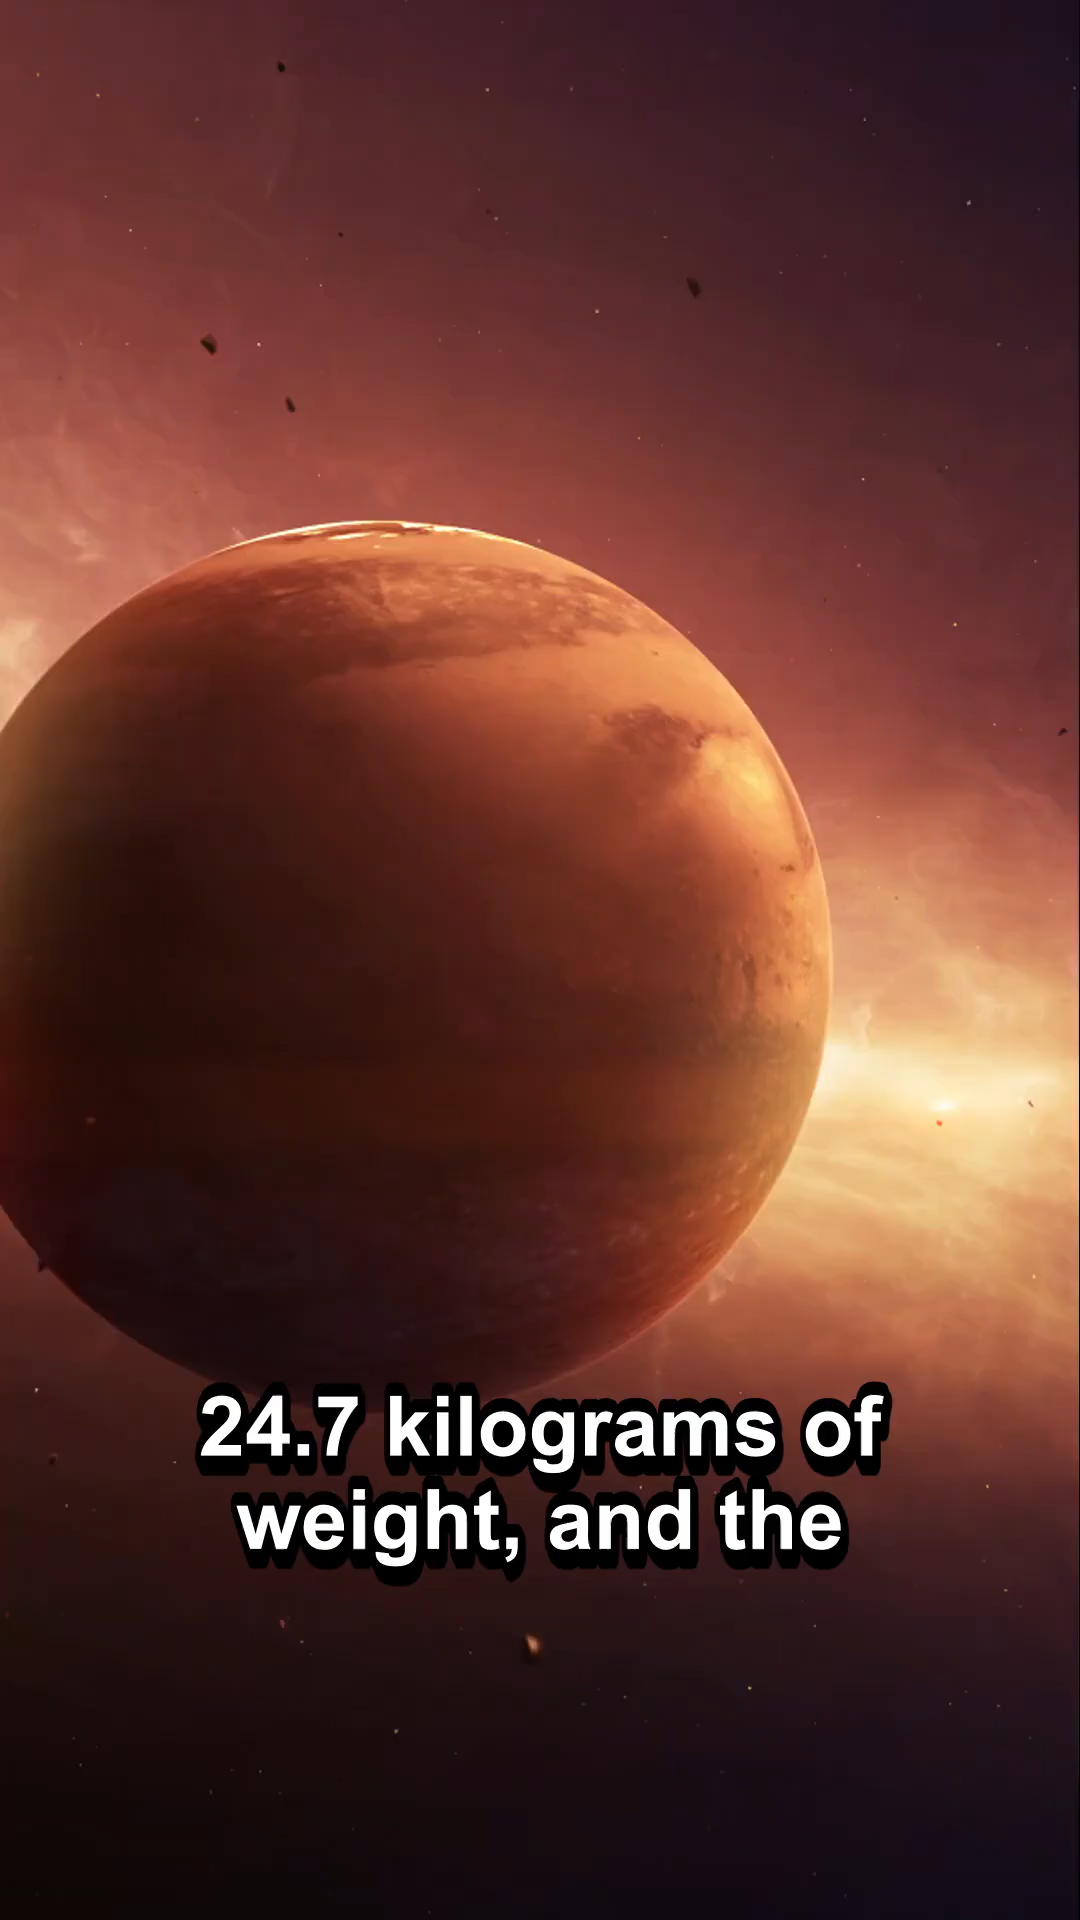 24.7 kilograms of
weight, and the